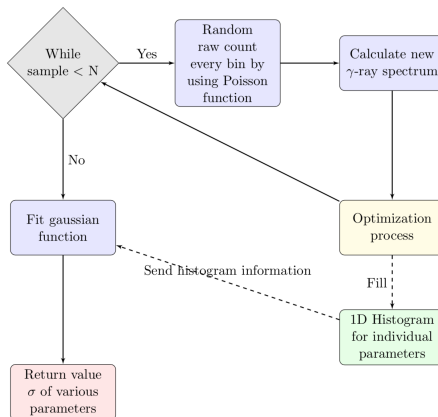 While
sample < N
Yes
Random
raw count
every bin by
using Poisson
function
Calculate new
γ-ray spectrum
No
Fit gaussian
function
Optimization
process
Send histogram information
Fill
1D Histogram
for individual
parameters
Return value
σ of various
parameters